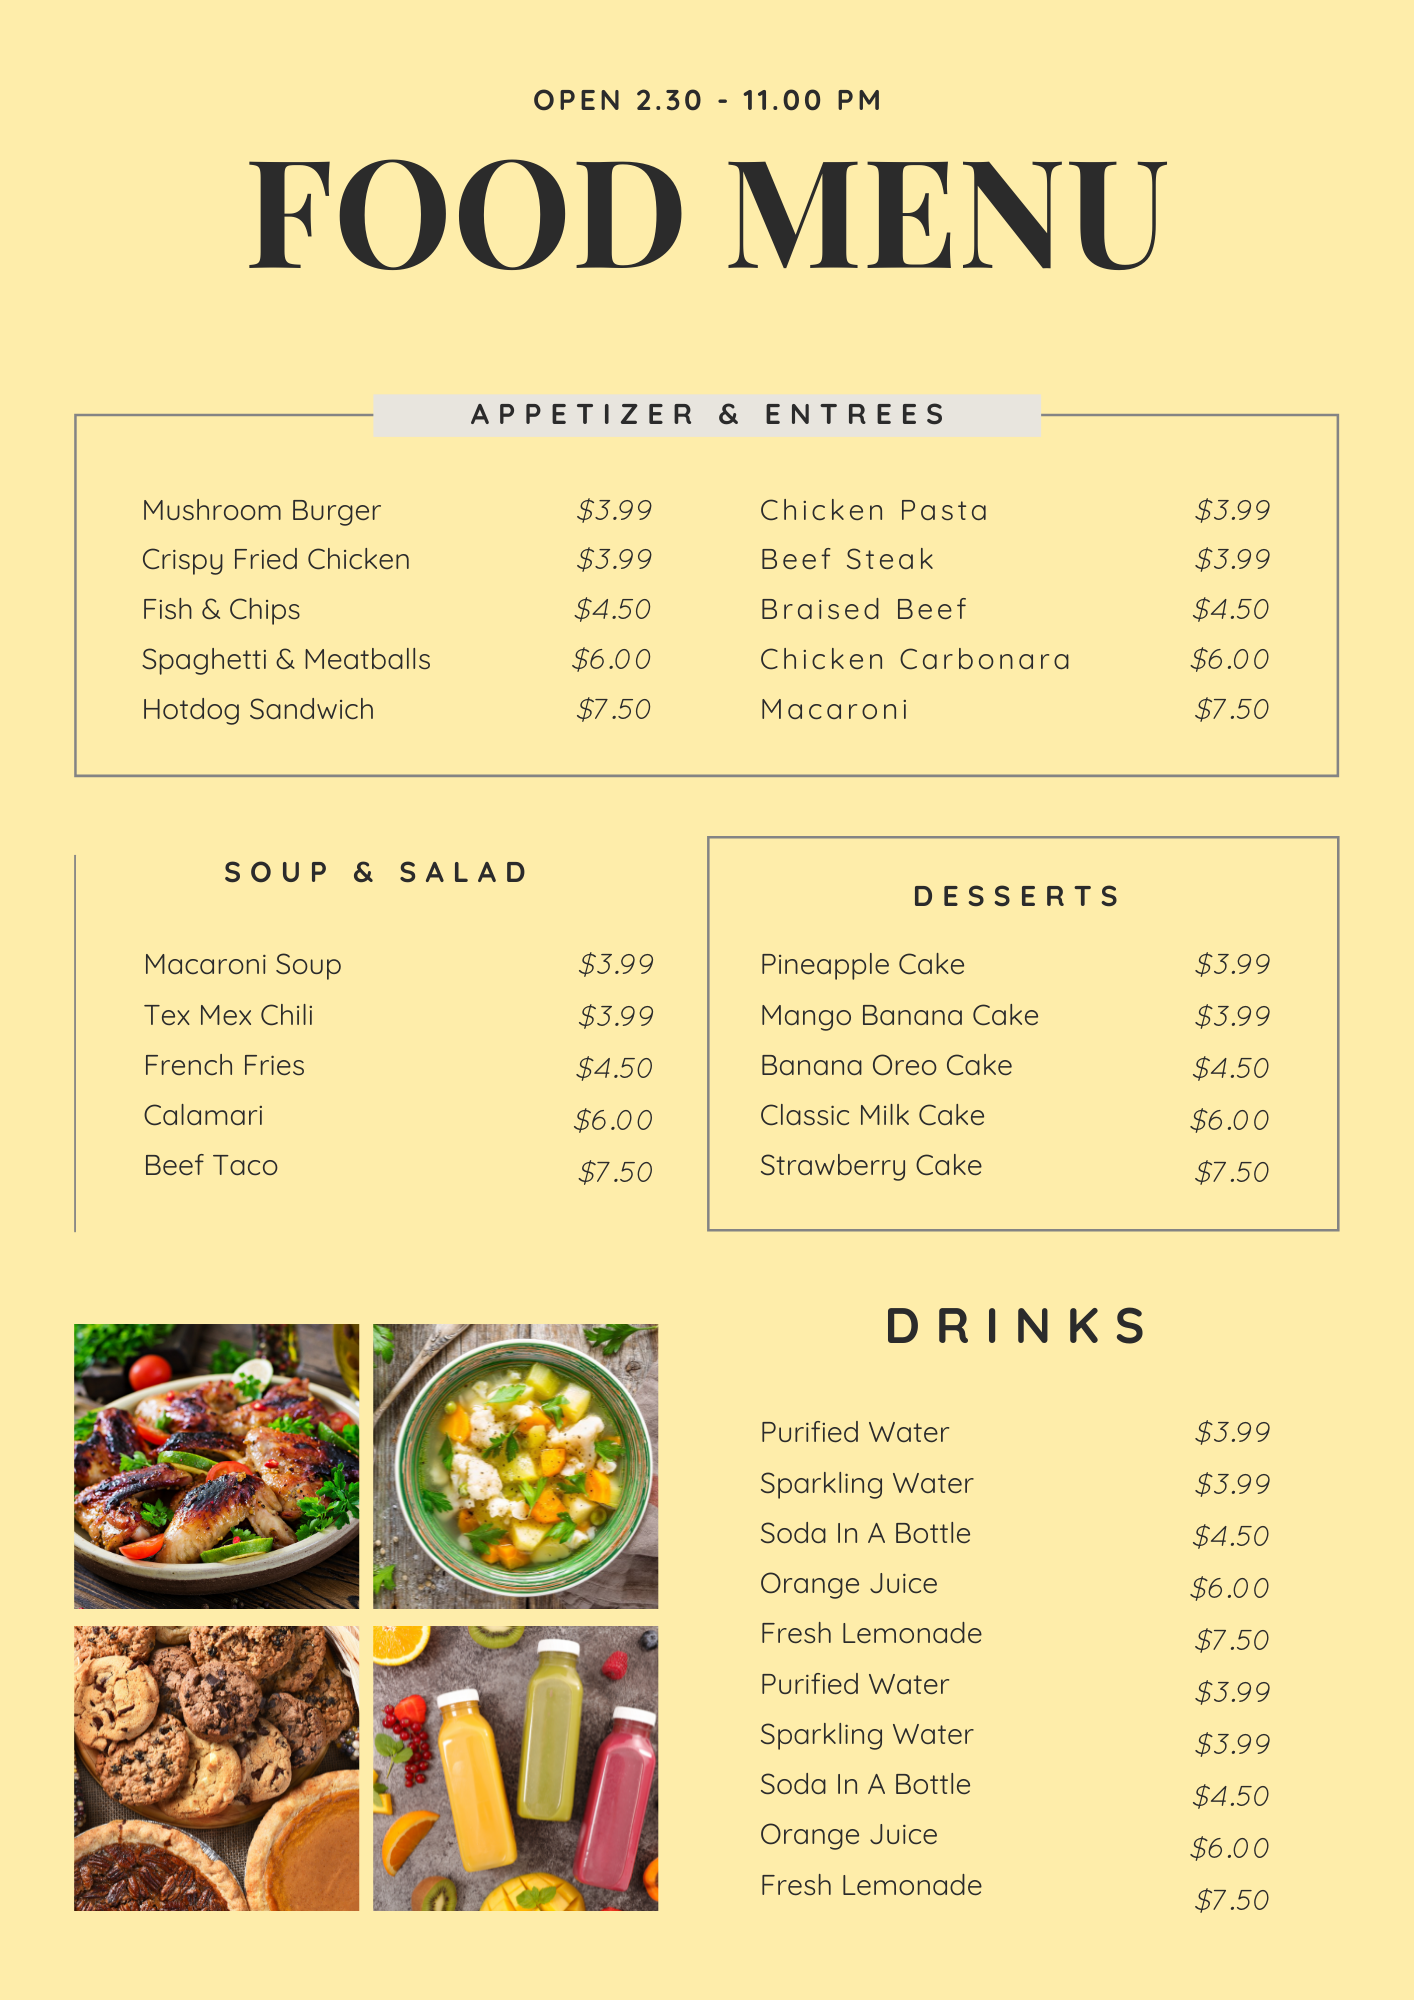 OPEN 2.30 - 11.00 PM
FOOD MENU
APPETIZER & ENTREES
Mushroom Burger $3.99
Crispy Fried Chicken $3.99
Fish & Chips $4.50
Spaghetti & Meatballs $6.00
Hotdog Sandwich $7.50
Chicken Pasta $3.99
Beef Steak $3.99
Braised Beef $4.50
Chicken Carbonara $6.00
Macaroni $7.50
SOUP & SALAD
Macaroni Soup $3.99
Tex Mex Chili $3.99
French Fries $4.50
Calamari $6.00
Beef Taco $7.50
DESSERTS
Pineapple Cake $3.99
Mango Banana Cake $3.99
Banana Oreo Cake $4.50
Classic Milk Cake $6.00
Strawberry Cake $7.50
DRINKS
Purified Water $3.99
Sparkling Water $3.99
Soda In A Bottle $4.50
Orange Juice $6.00
Fresh Lemonade $7.50
Purified Water $3.99
Sparkling Water $3.99
Soda In A Bottle $4.50
Orange Juice $6.00
Fresh Lemonade $7.50